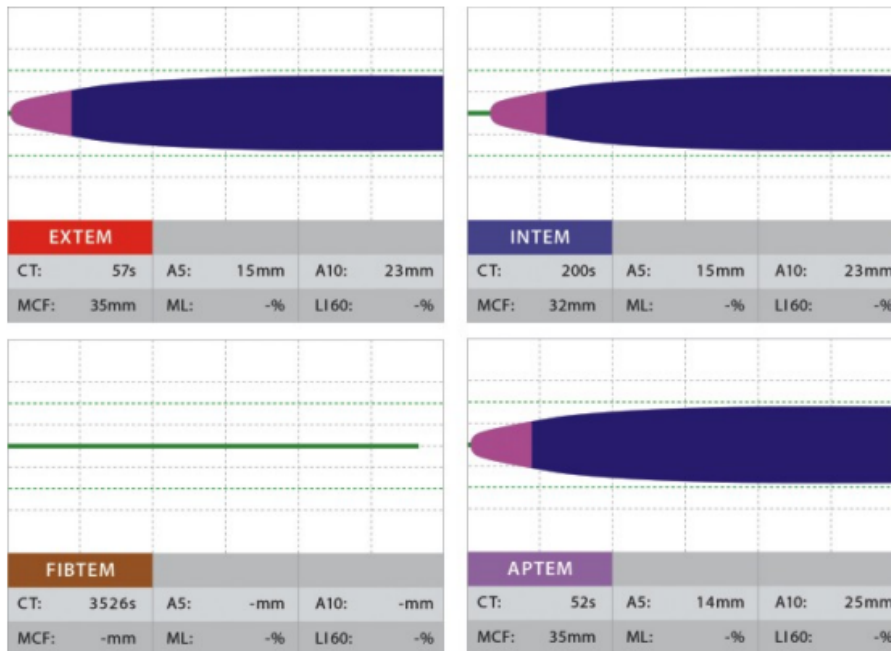 EXTEM
CT: 57s A5: 15mm A10: 23mm
MCF: 35mm ML: -% LI60: -%
INTEM
CT: 200s A5: 15mm A10: 23mm
MCF: 32mm ML: -% LI60: -%
FIBTEM
CT: 3526s A5: -mm A10: -mm
MCF: -mm ML: -% LI60: -%
APTEM
CT: 52s A5: 14mm A10: 25mm
MCF: 35mm ML: -% LI60: -%